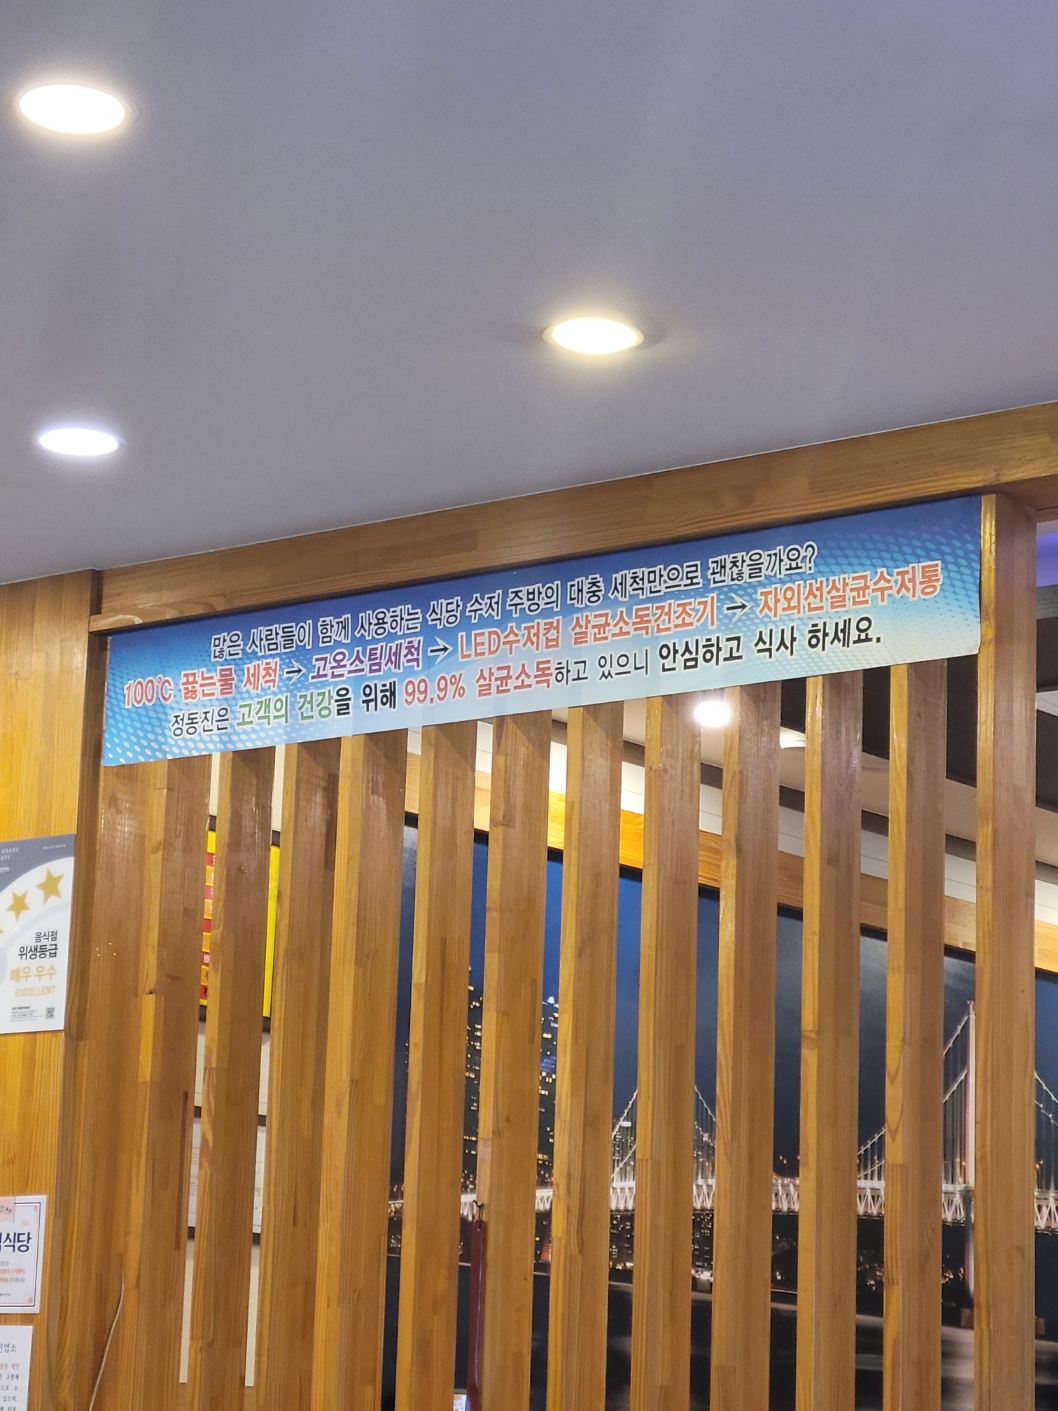 많은 사람들이 함께 사용하는 식당 수저 주방의 대충 세척만으로 괜찮을까요?
100℃ 끓는물 세척 → 고온스팀세척 → LED수저컵 살균소독건조기 → 자외선살균수저통
정동진은 고객의 건강을 위해 99.9% 살균소독하고 있으니 안심하고 식사 하세요.
음식점
위생등급
매우 우수
EXCELLENT
식당
업소